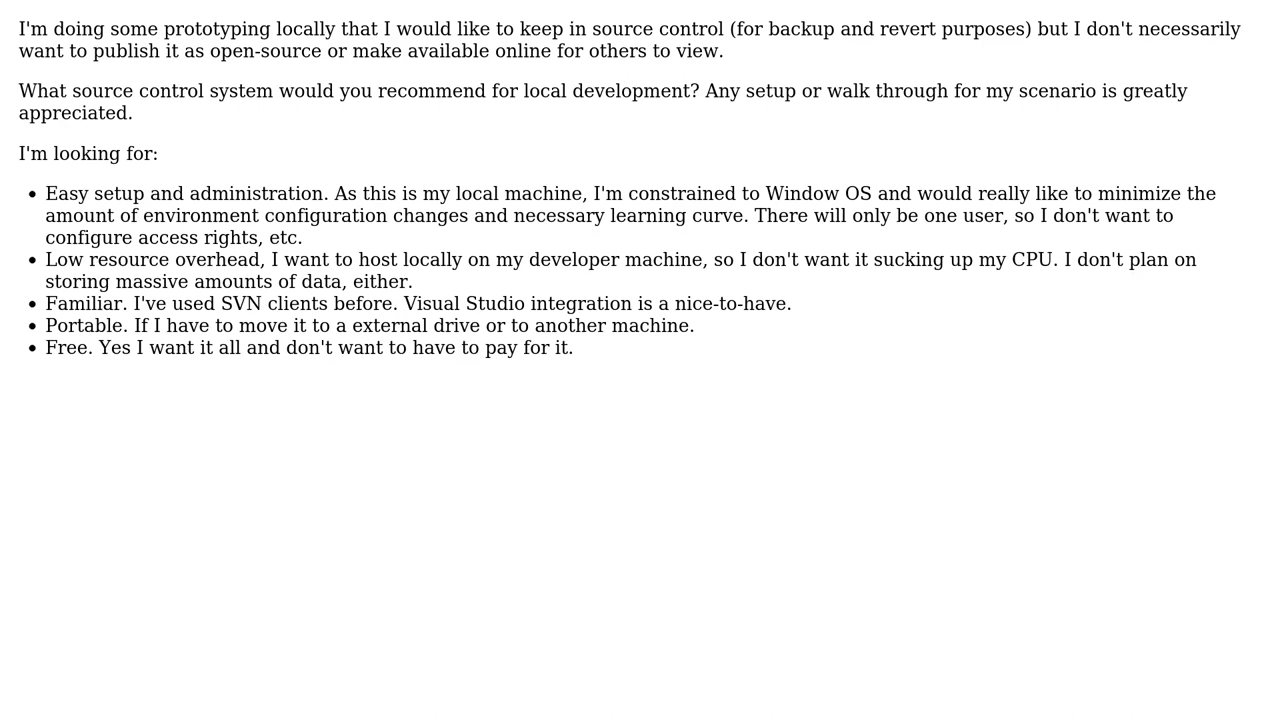 I'm doing some prototyping locally that I would like to keep in source control (for backup and revert purposes) but I don't necessarily
want to publish it as open-source or make available online for others to view.
What source control system would you recommend for local development? Any setup or walk through for my scenario is greatly
appreciated.
I'm looking for:
• Easy setup and administration. As this is my local machine, I'm constrained to Window OS and would really like to minimize the
amount of environment configuration changes and necessary learning curve. There will only be one user, so I don't want to
configure access rights, etc.
• Low resource overhead, I want to host locally on my developer machine, so I don't want it sucking up my CPU. I don't plan on
storing massive amounts of data, either.
• Familiar. I've used SVN clients before. Visual Studio integration is a nice-to-have.
• Portable. If I have to move it to a external drive or to another machine.
• Free. Yes I want it all and don't want to have to pay for it.